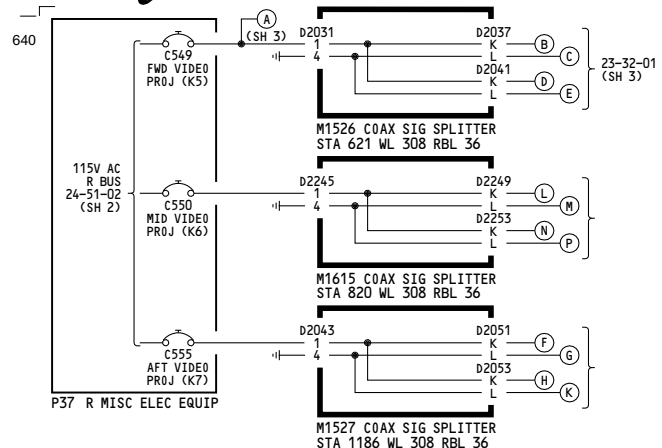 640
A
(SH 3)
C549
FWD VIDEO
PROJ (K5)
115V AC
R BUS
24-51-02
(SH 2)
C550
MID VIDEO
PROJ (K6)
C555
AFT VIDEO
PROJ (K7)
P37 R MISC ELEC EQUIP
D2031
1
4
D2037
K
L
D2041
K
L
B
C
D
E
23-32-01
(SH 3)
M1526 COAX SIG SPLITTER
STA 621 WL 308 RBL 36
D2245
1
4
D2249
K
L
D2253
K
L
L
M
N
P
M1615 COAX SIG SPLITTER
STA 820 WL 308 RBL 36
D2043
1
4
D2051
K
L
D2053
K
L
F
G
H
K
M1527 COAX SIG SPLITTER
STA 1186 WL 308 RBL 36